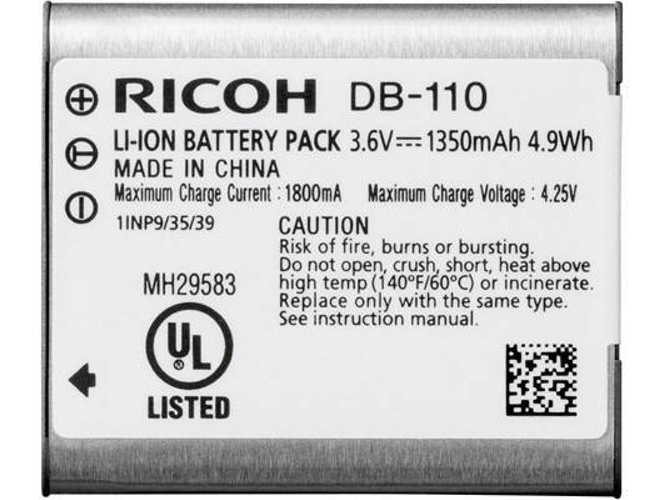 RICOH DB-110
LI-ION BATTERY PACK 3.6V⎓1350mAh 4.9Wh
MADE IN CHINA
Maximum Charge Current : 1800mA Maximum Charge Voltage : 4.25V
1INP9/35/39
CAUTION
Risk of fire, burns or bursting.
Do not open, crush, short, heat above
high temp (140°F/60°C) or incinerate.
Replace only with the same type.
See instruction manual.
MH29583
UL
LISTED